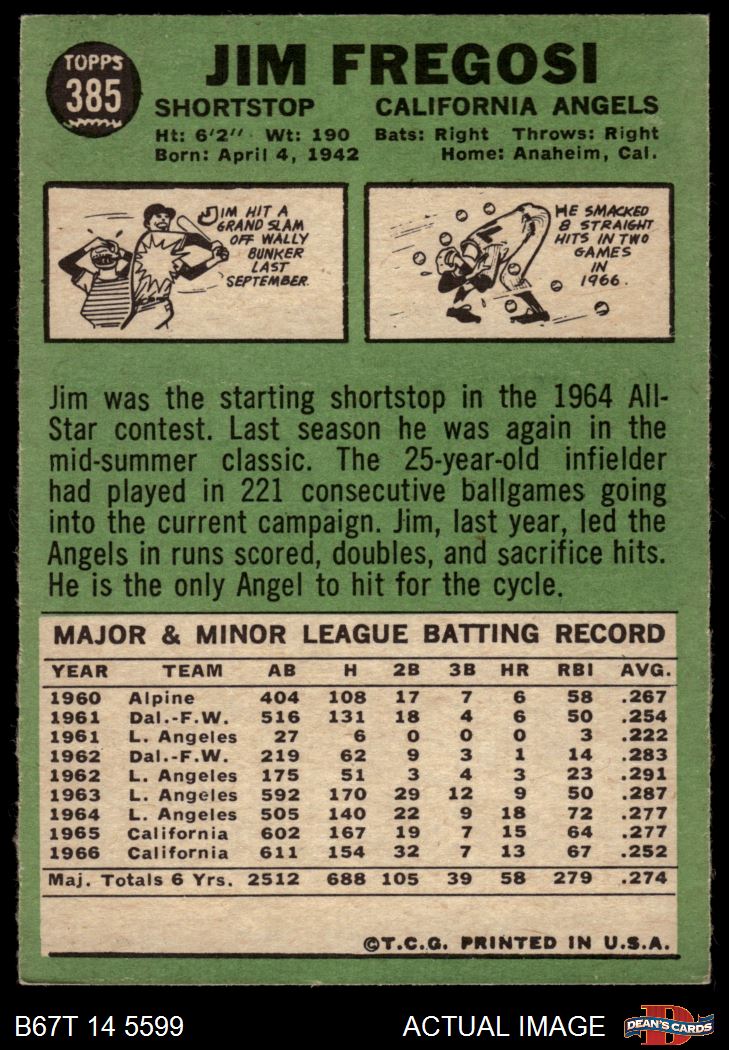 TOPPS
385
JIM FREGOSI
SHORTSTOP CALIFORNIA ANGELS
Ht: 6'2" Wt: 190 Bats: Right Throws: Right
Born: April 4, 1942 Home: Anaheim, Cal.
JIM HIT A
GRAND SLAM
OFF WALLY
BUNKER
LAST
SEPTEMBER.
HE SMACKED
8 STRAIGHT
HITS IN TWO
GAMES
IN
1966.
Jim was the starting shortstop in the 1964 All-
Star contest. Last season he was again in the
mid-summer classic. The 25-year-old infielder
had played in 221 consecutive ballgames going
into the current campaign. Jim, last year, led the
Angels in runs scored, doubles, and sacrifice hits.
He is the only Angel to hit for the cycle.
MAJOR & MINOR LEAGUE BATTING RECORD
YEAR TEAM AB H 2B 3B HR RBI AVG.
1960 Alpine 404 108 17 7 6 58 .267
1961 Dal.-F.W. 516 131 18 4 6 50 .254
1961 L. Angeles 27 6 0 0 0 3 .222
1962 Dal.-F.W. 219 62 9 3 1 14 .283
1962 L. Angeles 175 51 3 4 3 23 .291
1963 L. Angeles 592 170 29 12 9 50 .287
1964 L. Angeles 505 140 22 9 18 72 .277
1965 California 602 167 19 7 15 64 .277
1966 California 611 154 32 7 13 67 .252
Maj. Totals 6 Yrs. 2512 688 105 39 58 279 .274
©T.C.G. PRINTED IN U.S.A.
B67T 14 5599 ACTUAL IMAGE
DEAN'S CARDS